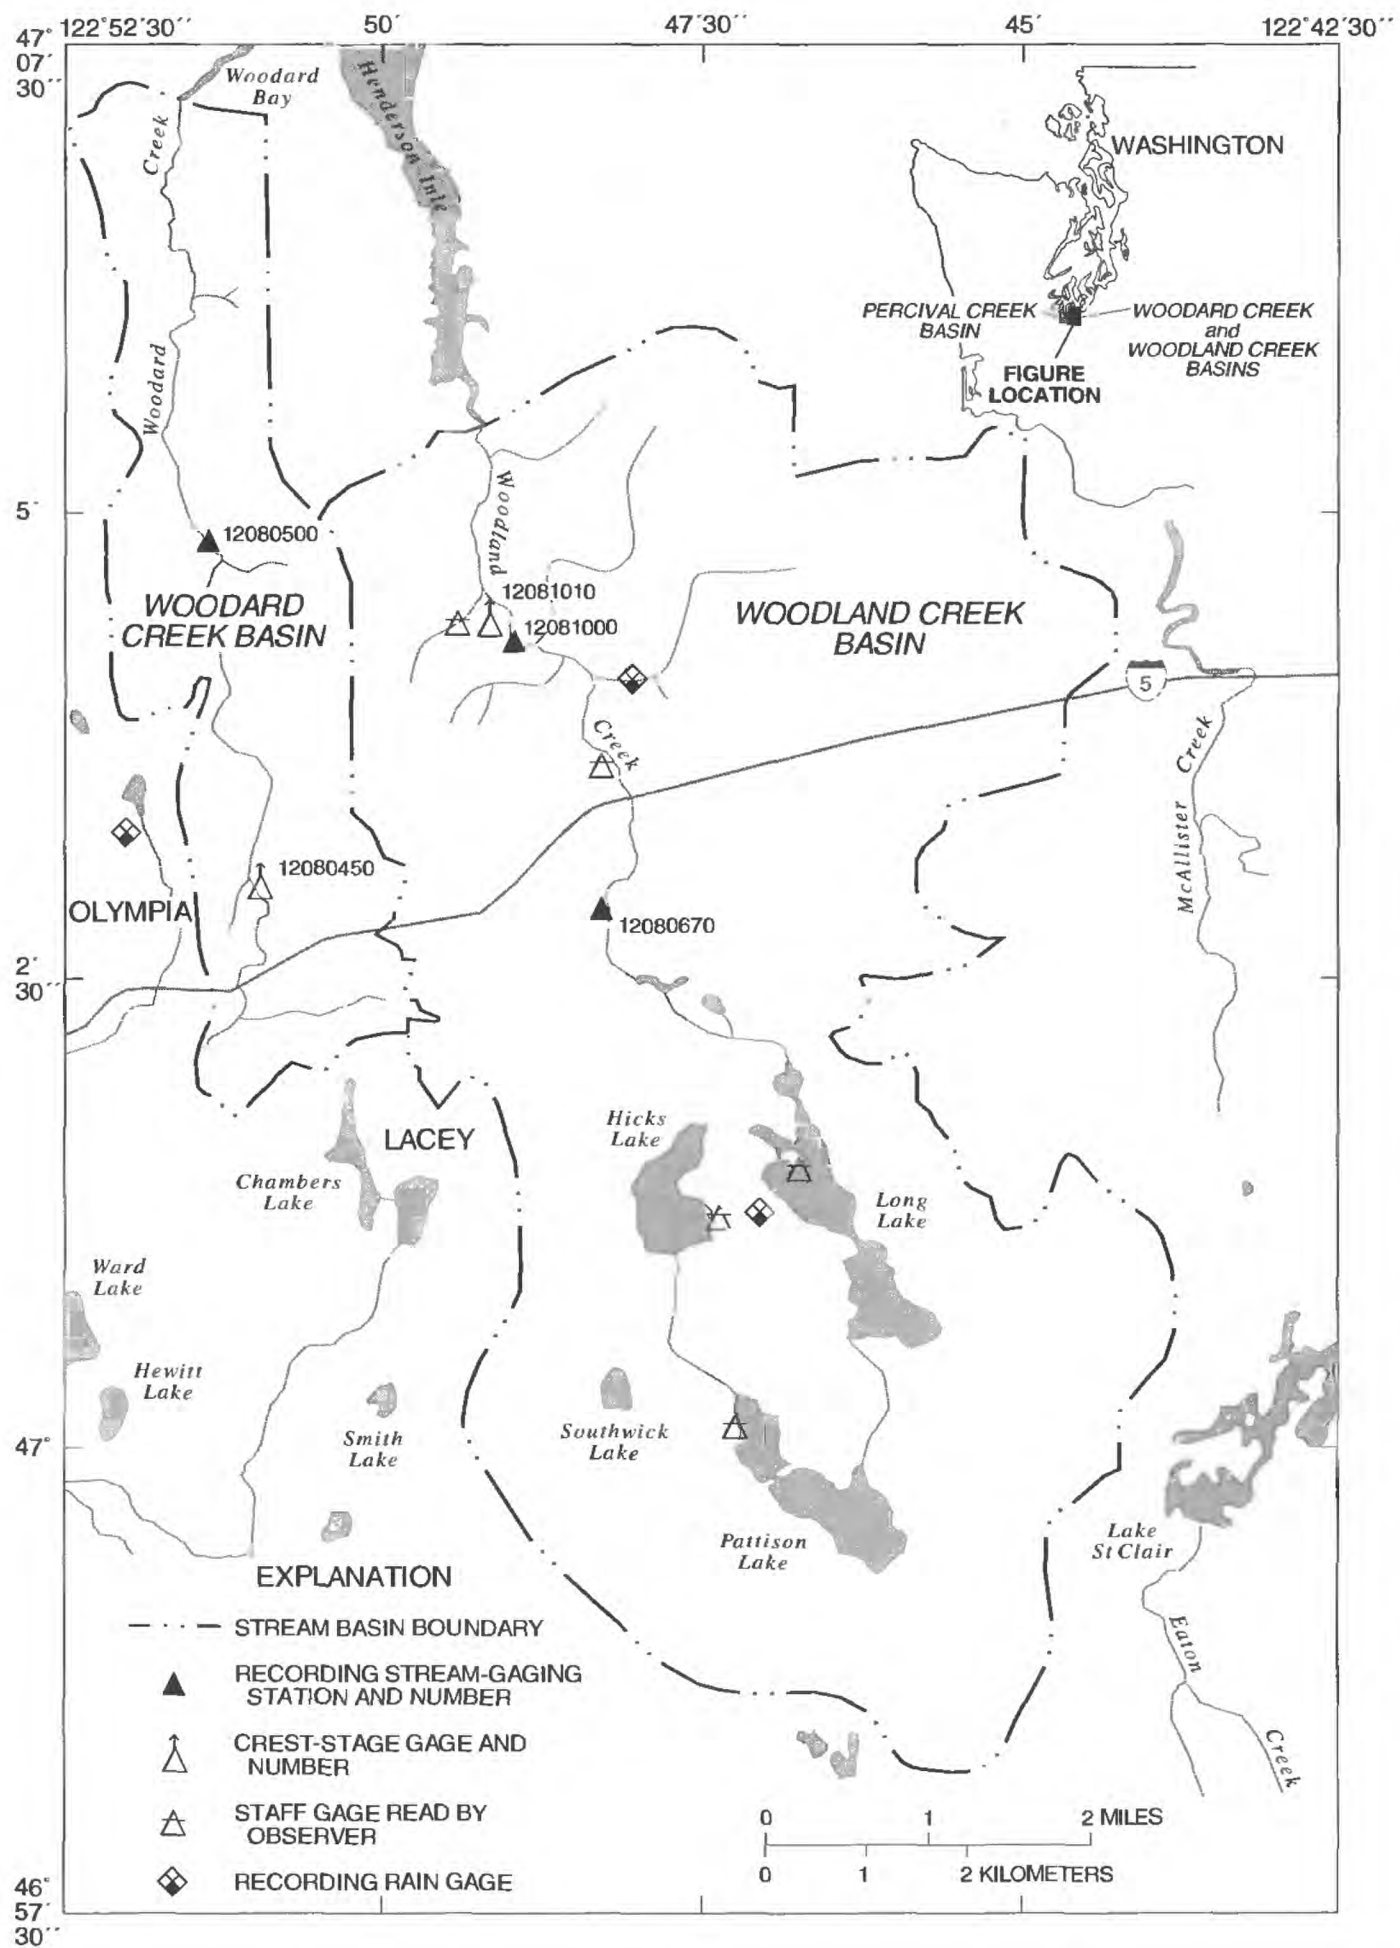 122°52´30´´ 50´ 47´30´´ 45´ 122°42´30´´
47°
07´
30´´
Woodard
Bay
Henderson Inle
Creek
Woodard
WASHINGTON
PERCIVAL CREEK
BASIN
WOODARD CREEK
and
WOODLAND CREEK
BASINS
FIGURE
LOCATION
5´
12080500
Woodland
12081010
12081000
WOODARD
CREEK BASIN
WOODLAND CREEK
BASIN
5
Creek
McAllister Creek
12080450
OLYMPIA
12080670
2´
30´´
LACEY
Hicks
Lake
Chambers
Lake
Long
Lake
Ward
Lake
Hewitt
Lake
Smith
Lake
Southwick
Lake
47°
Pattison
Lake
Lake
St Clair
Eaton
Creek
EXPLANATION
STREAM BASIN BOUNDARY
RECORDING STREAM-GAGING
STATION AND NUMBER
CREST-STAGE GAGE AND
NUMBER
STAFF GAGE READ BY
OBSERVER
RECORDING RAIN GAGE
0 1 2 MILES
0 1 2 KILOMETERS
46°
57´
30´´